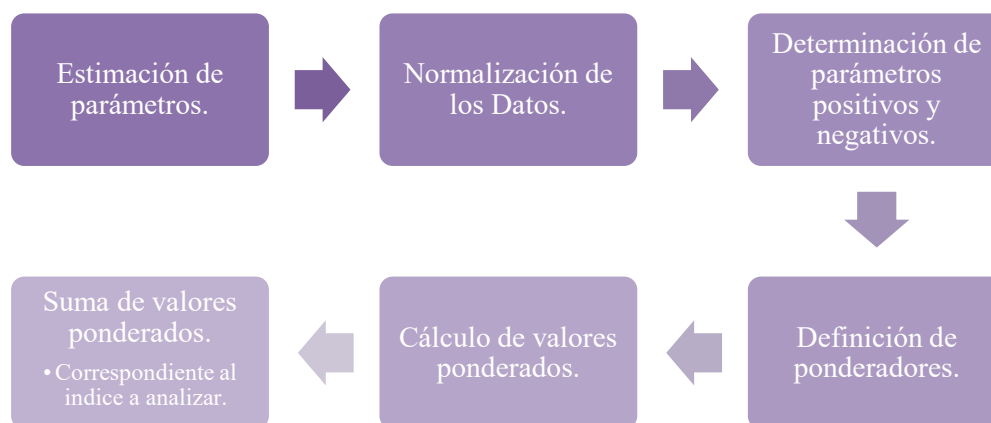 Estimación de
parámetros.
Normalización de
los Datos.
Determinación de
parámetros
positivos y
negativos.
Definición de
ponderadores.
Cálculo de valores
ponderados.
Suma de valores
ponderados.
• Correspondiente al
indice a analizar.